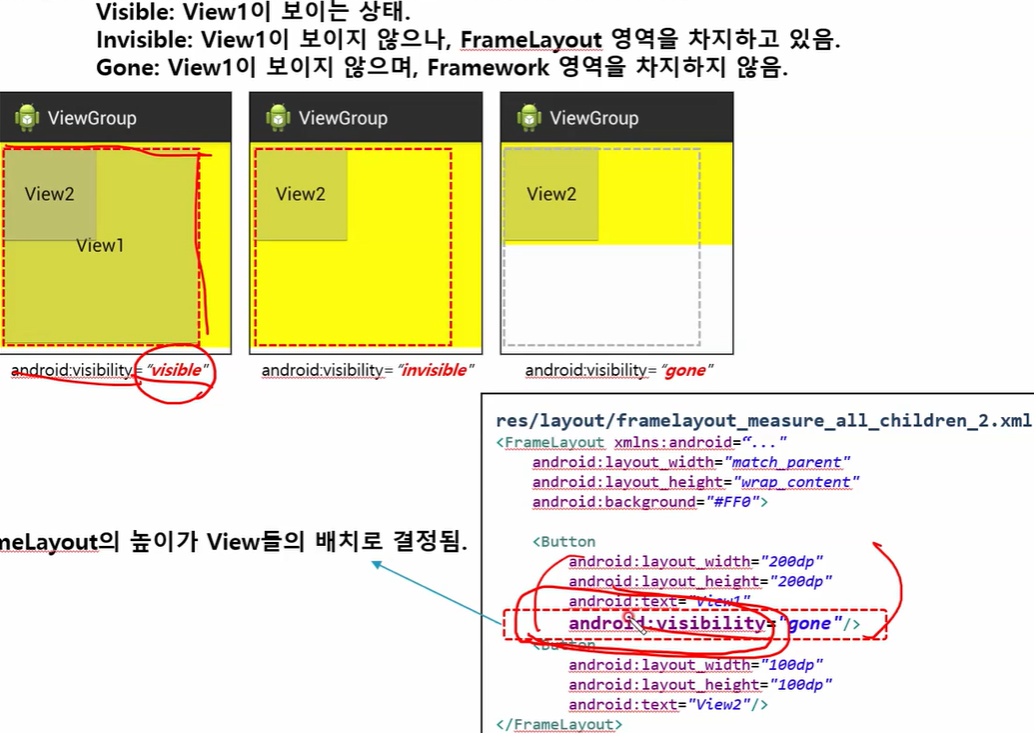 Visible: View1이 보이는 상태.
Invisible: View1이 보이지 않으나, FrameLayout 영역을 차지하고 있음.
Gone: View1이 보이지 않으며, Framework 영역을 차지하지 않음.
ViewGroup
View2
View1
android:visibility="visible"
ViewGroup
View2
android:visibility="invisible"
ViewGroup
View2
android:visibility="gone"
meLayout의 높이가 View들의 배치로 결정됨.
res/layout/framelayout_measure_all_children_2.xml
<FrameLayout xmlns:android="..."
android:layout_width="match_parent"
android:layout_height="wrap_content"
android:background="#FF0">
<Button
android:layout_width="200dp"
android:layout_height="200dp"
android:text="View1"
android:visibility="gone"/>
<Button
android:layout_width="100dp"
android:layout_height="100dp"
android:text="View2"/>
</FrameLayout>